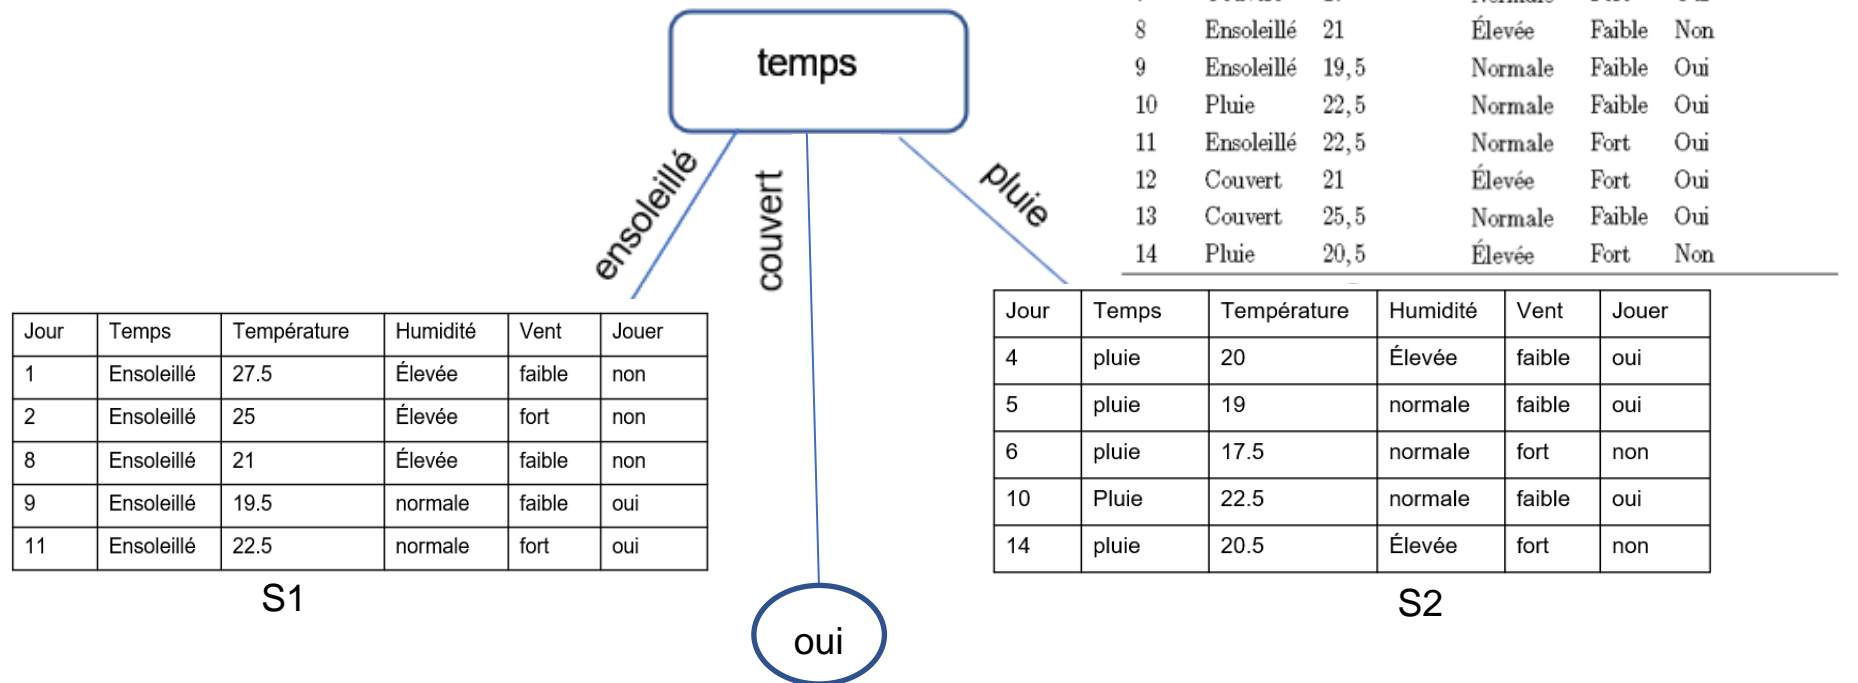 temps
ensoleillé
couvert
pluie
8 Ensoleillé 21 Élevée Faible Non
9 Ensoleillé 19,5 Normale Faible Oui
10 Pluie 22,5 Normale Faible Oui
11 Ensoleillé 22,5 Normale Fort Oui
12 Couvert 21 Élevée Fort Oui
13 Couvert 25,5 Normale Faible Oui
14 Pluie 20,5 Élevée Fort Non
Jour Temps Température Humidité Vent Jouer
1 Ensoleillé 27.5 Élevée faible non
2 Ensoleillé 25 Élevée fort non
8 Ensoleillé 21 Élevée faible non
9 Ensoleillé 19.5 normale faible oui
11 Ensoleillé 22.5 normale fort oui
S1
Jour Temps Température Humidité Vent Jouer
4 pluie 20 Élevée faible oui
5 pluie 19 normale faible oui
6 pluie 17.5 normale fort non
10 Pluie 22.5 normale faible oui
14 pluie 20.5 Élevée fort non
S2
oui